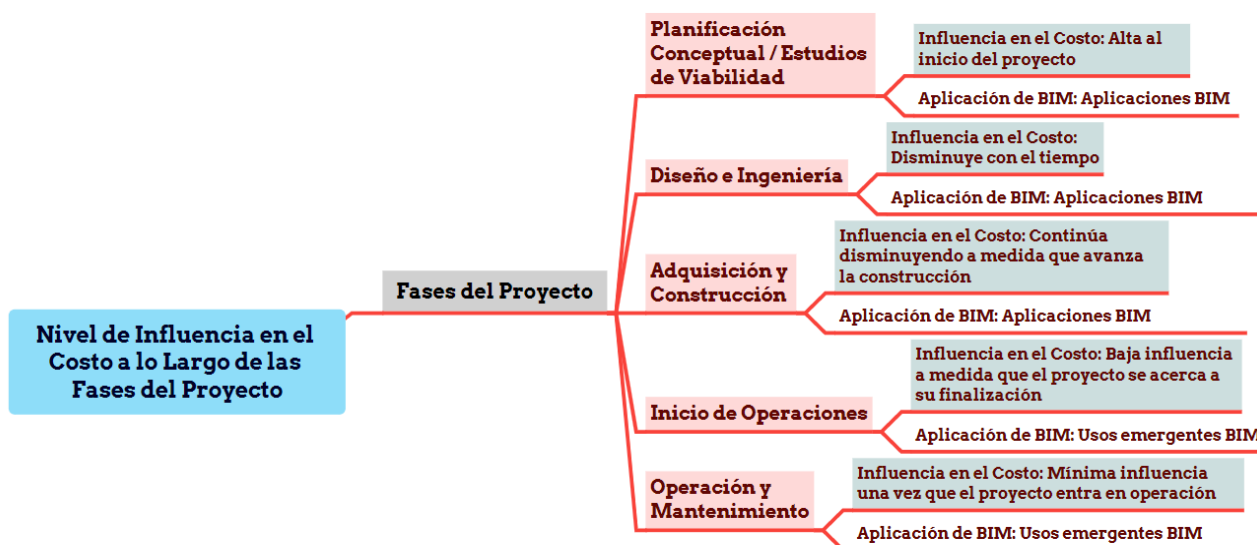 Planificación
Conceptual / Estudios
de Viabilidad
Influencia en el Costo: Alta al
inicio del proyecto
Aplicación de BIM: Aplicaciones BIM
Diseño e Ingeniería
Influencia en el Costo:
Disminuye con el tiempo
Aplicación de BIM: Aplicaciones BIM
Fases del Proyecto
Adquisición y
Construcción
Influencia en el Costo: Continúa
disminuyendo a medida que avanza
la construcción
Aplicación de BIM: Aplicaciones BIM
Nivel de Influencia en el
Costo a lo Largo de las
Fases del Proyecto
Inicio de Operaciones
Influencia en el Costo: Baja influencia
a medida que el proyecto se acerca a
su finalización
Aplicación de BIM: Usos emergentes BIM
Operación y
Mantenimiento
Influencia en el Costo: Mínima influencia
una vez que el proyecto entra en operación
Aplicación de BIM: Usos emergentes BIM